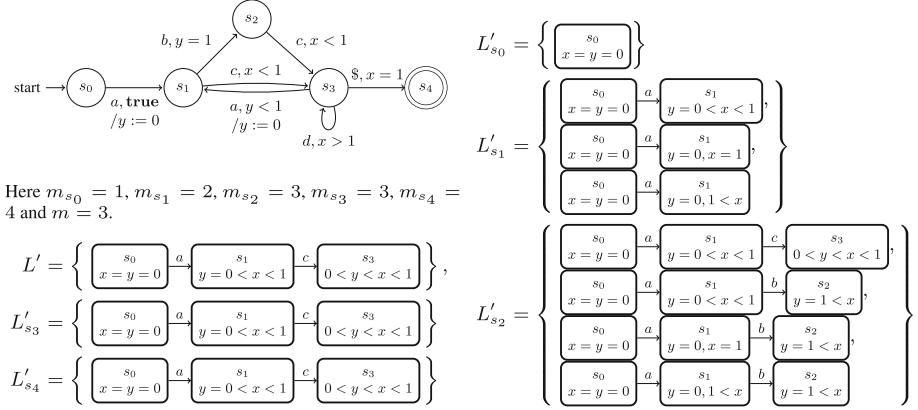 start
s₀
s₁
s₂
s₃
s₄
a, true
/y := 0
b, y = 1
c, x < 1
c, x < 1
a, y < 1
/y := 0
d, x > 1
$, x = 1
Here m_{s₀} = 1, m_{s₁} = 2, m_{s₂} = 3, m_{s₃} = 3, m_{s₄} =
4 and m = 3.
L′ = { s₀ x = y = 0 a s₁ y = 0 < x < 1 c s₃ 0 < y < x < 1 } ,
L′_{s₃} = { s₀ x = y = 0 a s₁ y = 0 < x < 1 c s₃ 0 < y < x < 1 }
L′_{s₄} = { s₀ x = y = 0 a s₁ y = 0 < x < 1 c s₃ 0 < y < x < 1 }
L′_{s₀} = { s₀ x = y = 0 }
L′_{s₁} = { s₀ x = y = 0 a s₁ y = 0 < x < 1 ,
s₀ x = y = 0 a s₁ y = 0, x = 1 ,
s₀ x = y = 0 a s₁ y = 0, 1 < x }
L′_{s₂} = { s₀ x = y = 0 a s₁ y = 0 < x < 1 c s₃ 0 < y < x < 1 ,
s₀ x = y = 0 a s₁ y = 0 < x < 1 b s₂ y = 1 < x ,
s₀ x = y = 0 a s₁ y = 0, x = 1 b s₂ y = 1 < x ,
s₀ x = y = 0 a s₁ y = 0, 1 < x b s₂ y = 1 < x }